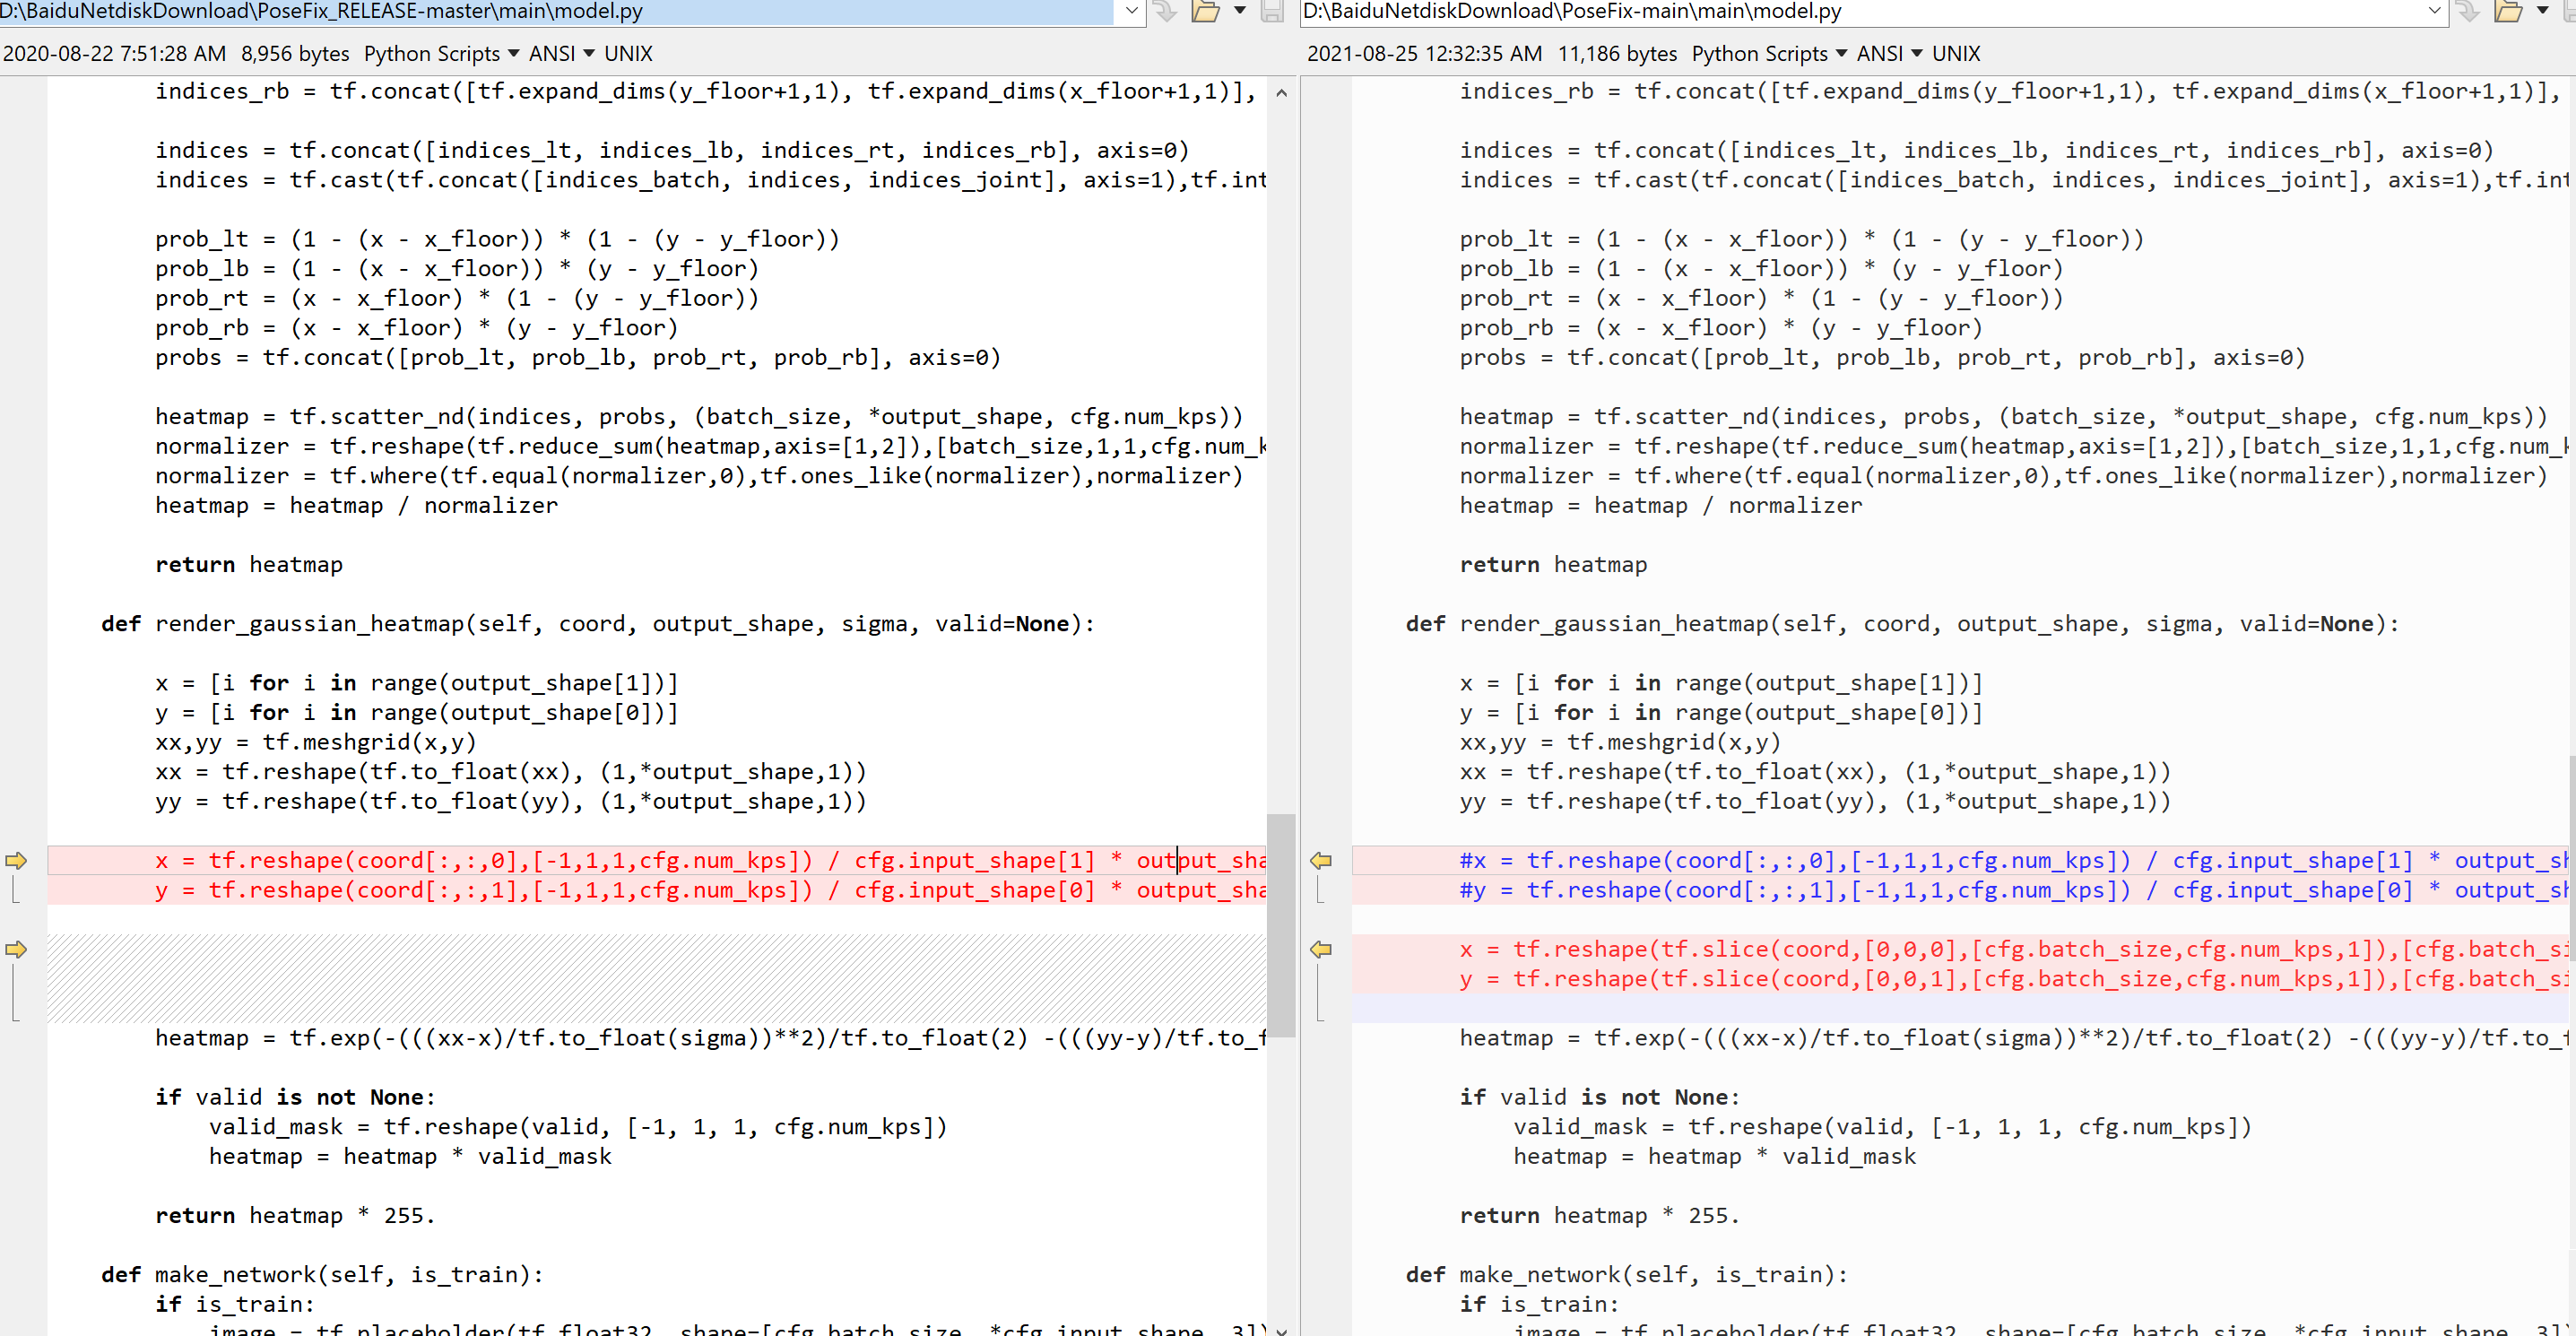 D:\BaiduNetdiskDownload\PoseFix_RELEASE-master\main\model.py
2020-08-22 7:51:28 AM 8,956 bytes Python Scripts ANSI UNIX
indices_rb = tf.concat([tf.expand_dims(y_floor+1,1), tf.expand_dims(x_floor+1,1)],
indices = tf.concat([indices_lt, indices_lb, indices_rt, indices_rb], axis=0)
indices = tf.cast(tf.concat([indices_batch, indices, indices_joint], axis=1),tf.int
prob_lt = (1 - (x - x_floor)) * (1 - (y - y_floor))
prob_lb = (1 - (x - x_floor)) * (y - y_floor)
prob_rt = (x - x_floor) * (1 - (y - y_floor))
prob_rb = (x - x_floor) * (y - y_floor)
probs = tf.concat([prob_lt, prob_lb, prob_rt, prob_rb], axis=0)
heatmap = tf.scatter_nd(indices, probs, (batch_size, *output_shape, cfg.num_kps))
normalizer = tf.reshape(tf.reduce_sum(heatmap,axis=[1,2]),[batch_size,1,1,cfg.num_k
normalizer = tf.where(tf.equal(normalizer,0),tf.ones_like(normalizer),normalizer)
heatmap = heatmap / normalizer
return heatmap
def render_gaussian_heatmap(self, coord, output_shape, sigma, valid=None):
x = [i for i in range(output_shape[1])]
y = [i for i in range(output_shape[0])]
xx,yy = tf.meshgrid(x,y)
xx = tf.reshape(tf.to_float(xx), (1,*output_shape,1))
yy = tf.reshape(tf.to_float(yy), (1,*output_shape,1))
x = tf.reshape(coord[:,:,0],[-1,1,1,cfg.num_kps]) / cfg.input_shape[1] * output_sha
y = tf.reshape(coord[:,:,1],[-1,1,1,cfg.num_kps]) / cfg.input_shape[0] * output_sha
heatmap = tf.exp(-(((xx-x)/tf.to_float(sigma))**2)/tf.to_float(2) -(((yy-y)/tf.to_f
if valid is not None:
valid_mask = tf.reshape(valid, [-1, 1, 1, cfg.num_kps])
heatmap = heatmap * valid_mask
return heatmap * 255.
def make_network(self, is_train):
if is_train:
image = tf.placeholder(tf.float32, shape=[cfg.batch_size, *cfg.input_shape, 3])
D:\BaiduNetdiskDownload\PoseFix-main\main\model.py
2021-08-25 12:32:35 AM 11,186 bytes Python Scripts ANSI UNIX
indices_rb = tf.concat([tf.expand_dims(y_floor+1,1), tf.expand_dims(x_floor+1,1)],
indices = tf.concat([indices_lt, indices_lb, indices_rt, indices_rb], axis=0)
indices = tf.cast(tf.concat([indices_batch, indices, indices_joint], axis=1),tf.int
prob_lt = (1 - (x - x_floor)) * (1 - (y - y_floor))
prob_lb = (1 - (x - x_floor)) * (y - y_floor)
prob_rt = (x - x_floor) * (1 - (y - y_floor))
prob_rb = (x - x_floor) * (y - y_floor)
probs = tf.concat([prob_lt, prob_lb, prob_rt, prob_rb], axis=0)
heatmap = tf.scatter_nd(indices, probs, (batch_size, *output_shape, cfg.num_kps))
normalizer = tf.reshape(tf.reduce_sum(heatmap,axis=[1,2]),[batch_size,1,1,cfg.num_k
normalizer = tf.where(tf.equal(normalizer,0),tf.ones_like(normalizer),normalizer)
heatmap = heatmap / normalizer
return heatmap
def render_gaussian_heatmap(self, coord, output_shape, sigma, valid=None):
x = [i for i in range(output_shape[1])]
y = [i for i in range(output_shape[0])]
xx,yy = tf.meshgrid(x,y)
xx = tf.reshape(tf.to_float(xx), (1,*output_shape,1))
yy = tf.reshape(tf.to_float(yy), (1,*output_shape,1))
#x = tf.reshape(coord[:,:,0],[-1,1,1,cfg.num_kps]) / cfg.input_shape[1] * output_sh
#y = tf.reshape(coord[:,:,1],[-1,1,1,cfg.num_kps]) / cfg.input_shape[0] * output_sh
x = tf.reshape(tf.slice(coord,[0,0,0],[cfg.batch_size,cfg.num_kps,1]),[cfg.batch_si
y = tf.reshape(tf.slice(coord,[0,0,1],[cfg.batch_size,cfg.num_kps,1]),[cfg.batch_si
heatmap = tf.exp(-(((xx-x)/tf.to_float(sigma))**2)/tf.to_float(2) -(((yy-y)/tf.to_f
if valid is not None:
valid_mask = tf.reshape(valid, [-1, 1, 1, cfg.num_kps])
heatmap = heatmap * valid_mask
return heatmap * 255.
def make_network(self, is_train):
if is_train:
image = tf.placeholder(tf.float32, shape=[cfg.batch_size, *cfg.input_shape, 3])